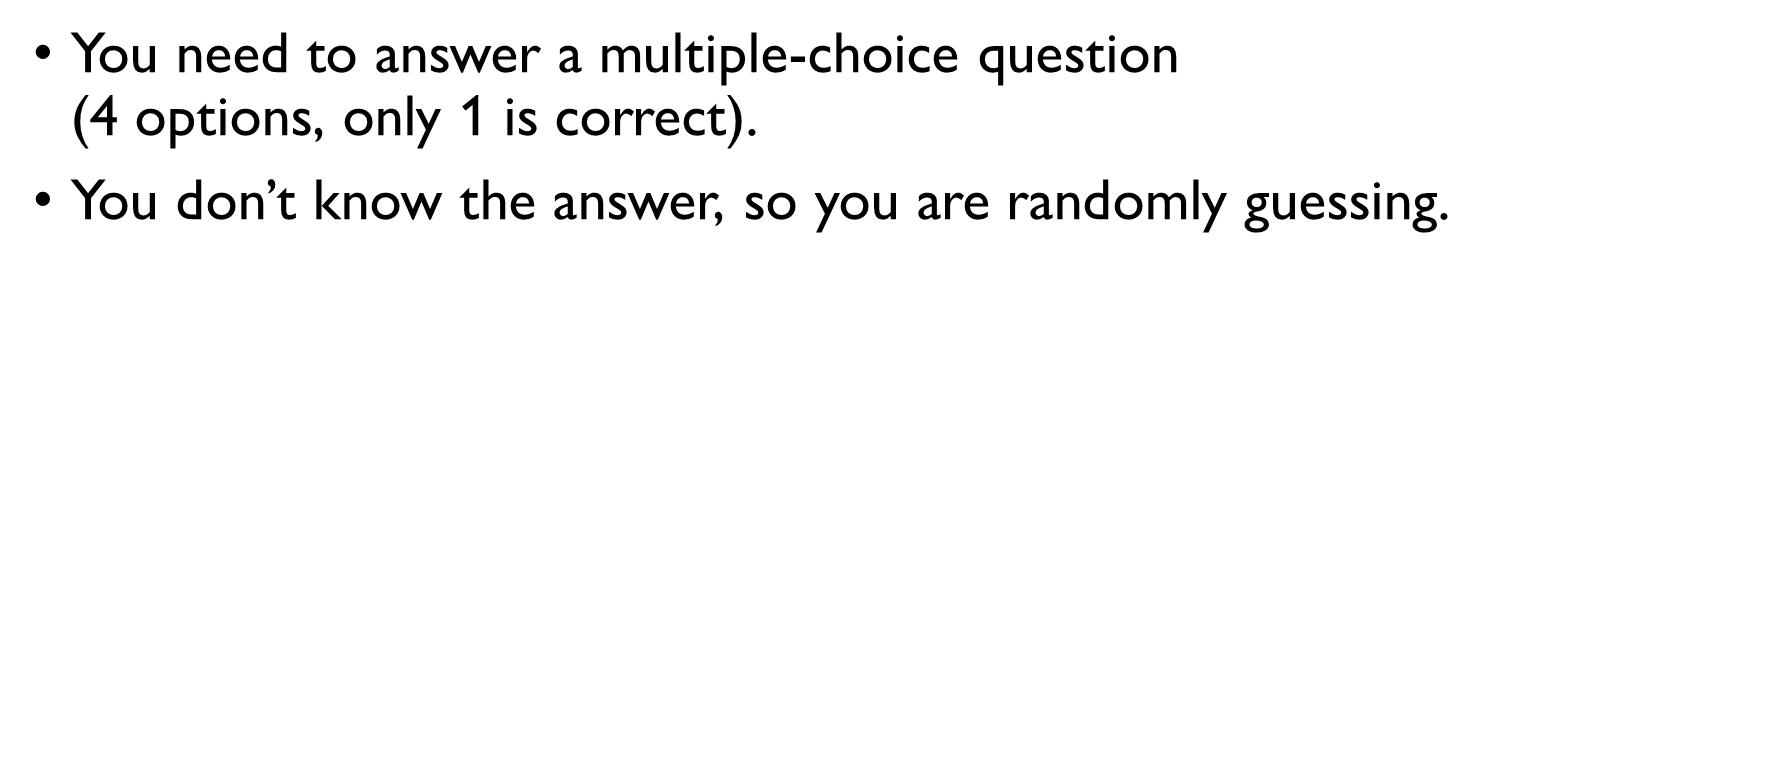 • You need to answer a multiple-choice question
(4 options, only 1 is correct).
• You don’t know the answer, so you are randomly guessing.